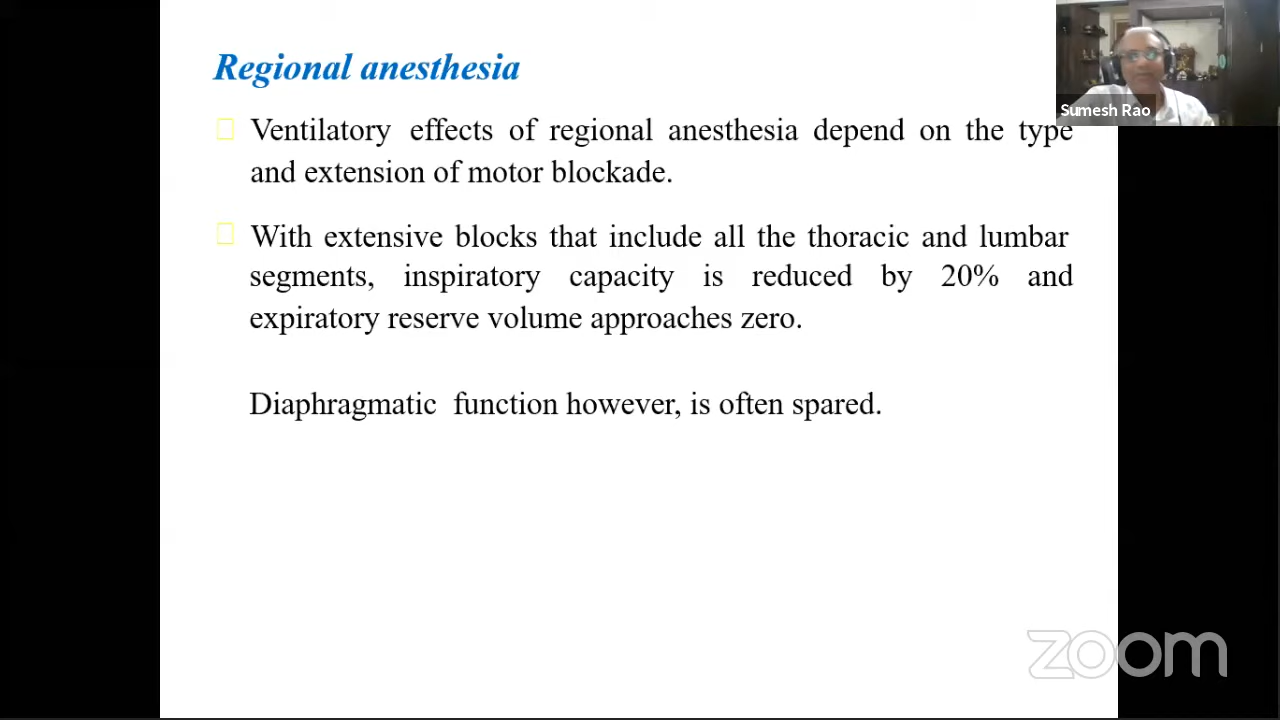 Regional anesthesia
Ventilatory effects of regional anesthesia depend on the type
and extension of motor blockade.
With extensive blocks that include all the thoracic and lumbar
segments, inspiratory capacity is reduced by 20% and
expiratory reserve volume approaches zero.
Diaphragmatic function however, is often spared.
Sumesh Rao
zoom